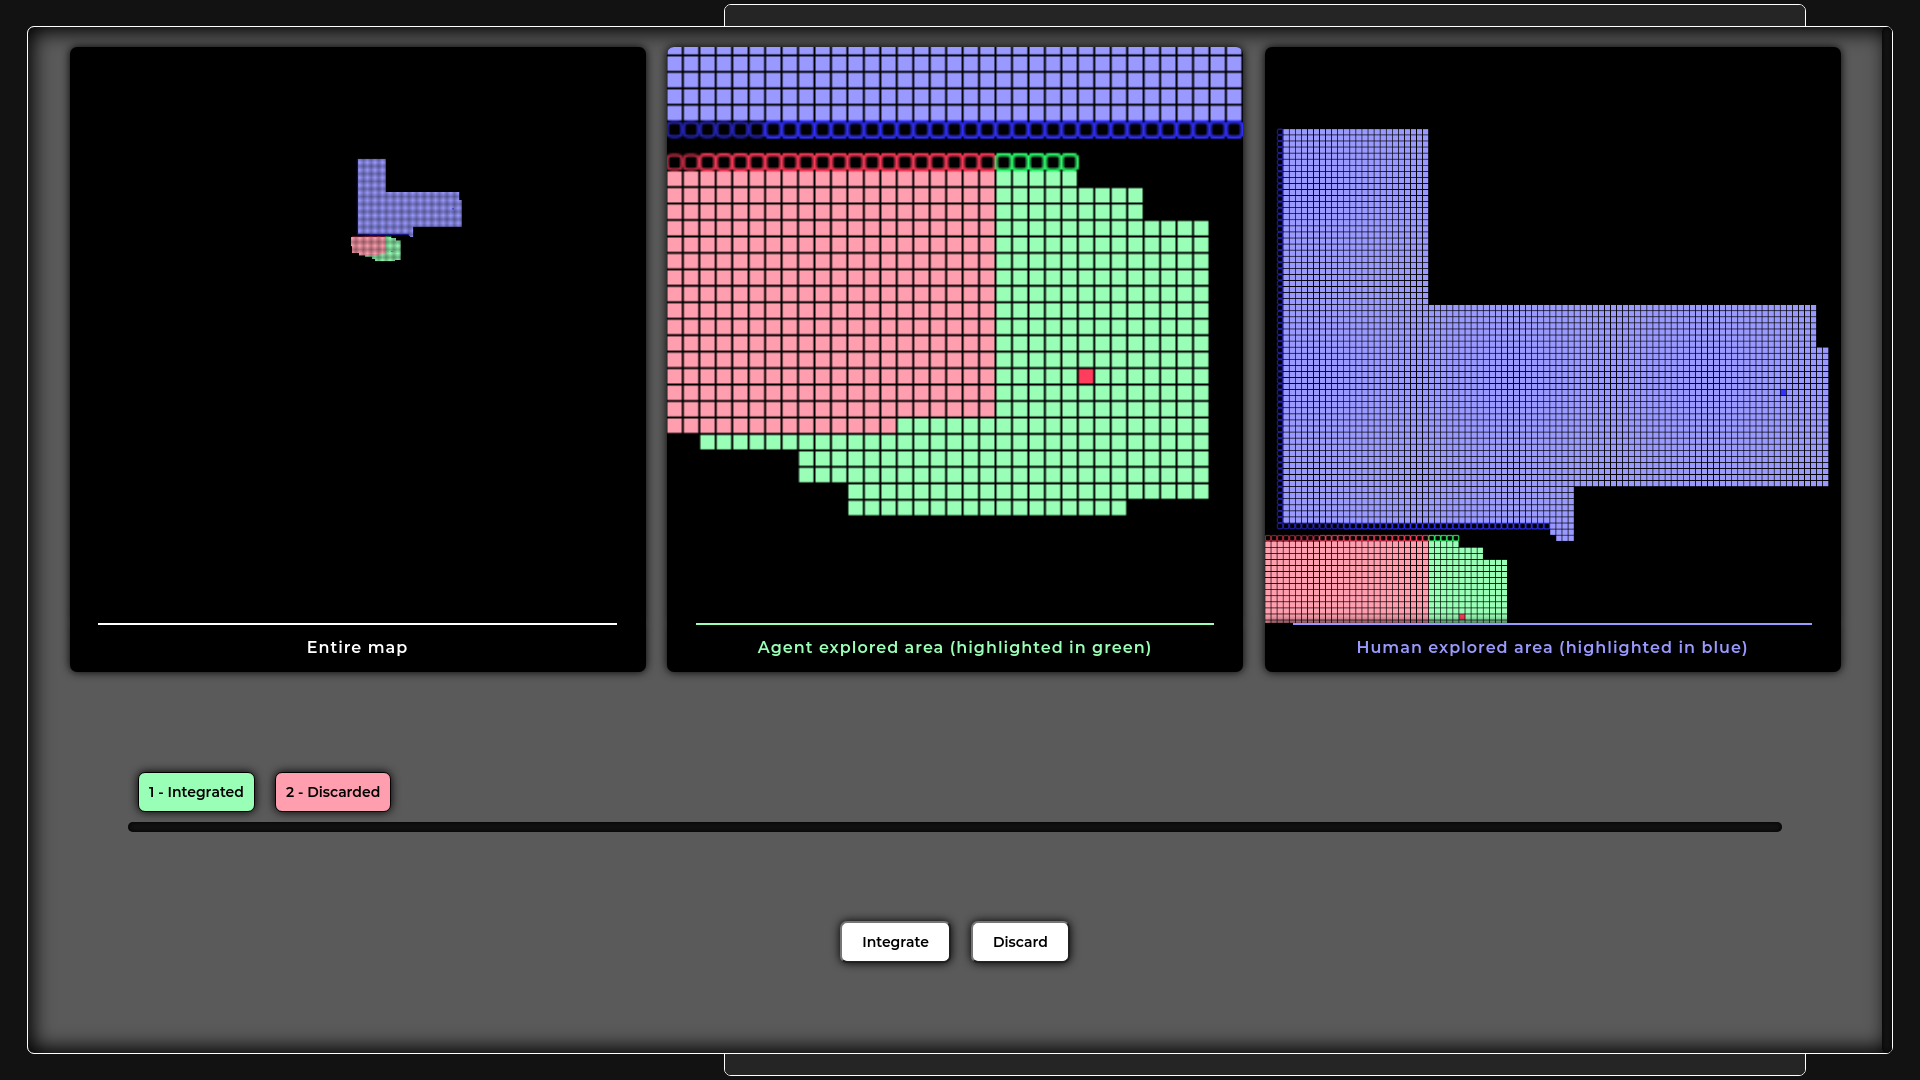 Entire map
Agent explored area (highlighted in green)
Human explored area (highlighted in blue)
1 - Integrated
2 - Discarded
Integrate
Discard